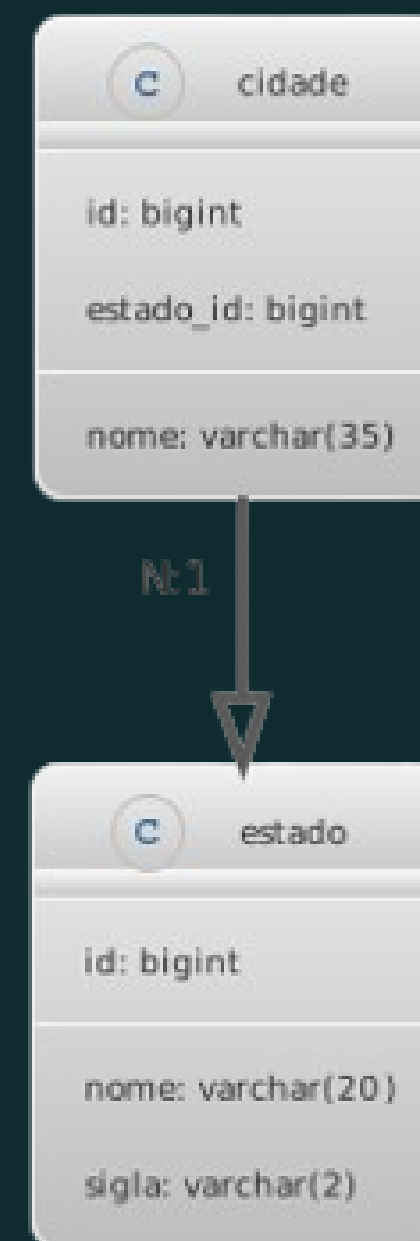 C cidade
id: bigint
estado_id: bigint
nome: varchar(35)
N:1
C estado
id: bigint
nome: varchar(20)
sigla: varchar(2)